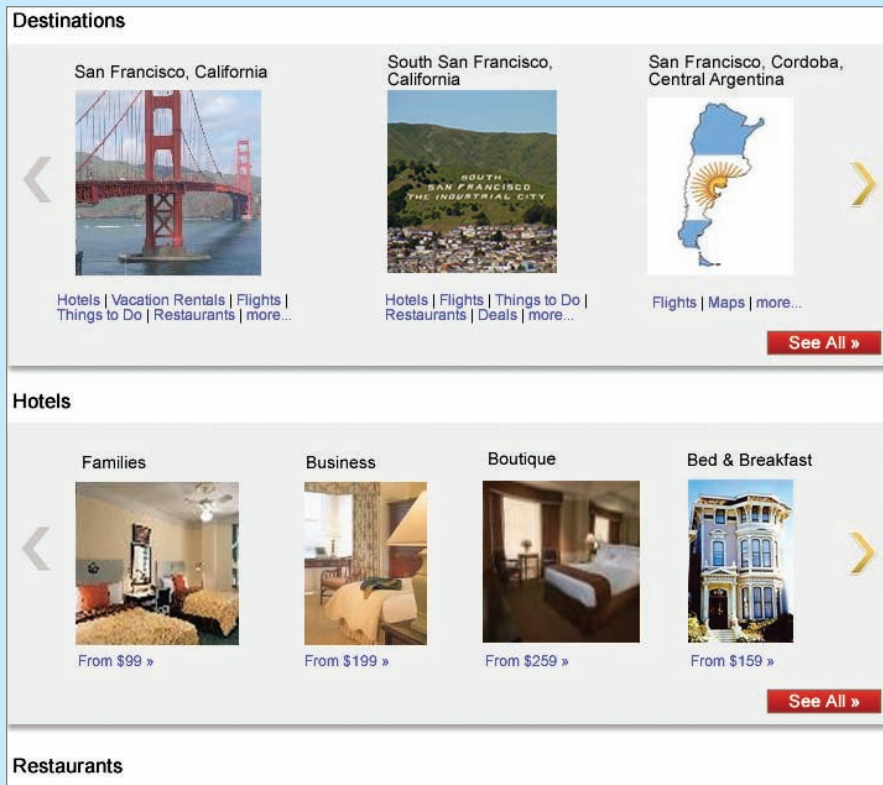 Destinations
San Francisco, California
South San Francisco,
California
San Francisco, Cordoba,
Central Argentina
SOUTH
SAN FRANCISCO
THE INDUSTRIAL CITY
Hotels | Vacation Rentals | Flights |
Things to Do | Restaurants | more...
Hotels | Flights | Things to Do |
Restaurants | Deals | more...
Flights | Maps | more...
See All »
Hotels
Families
Business
Boutique
Bed & Breakfast
From $99 »
From $199 »
From $259 »
From $159 »
See All »
Restaurants